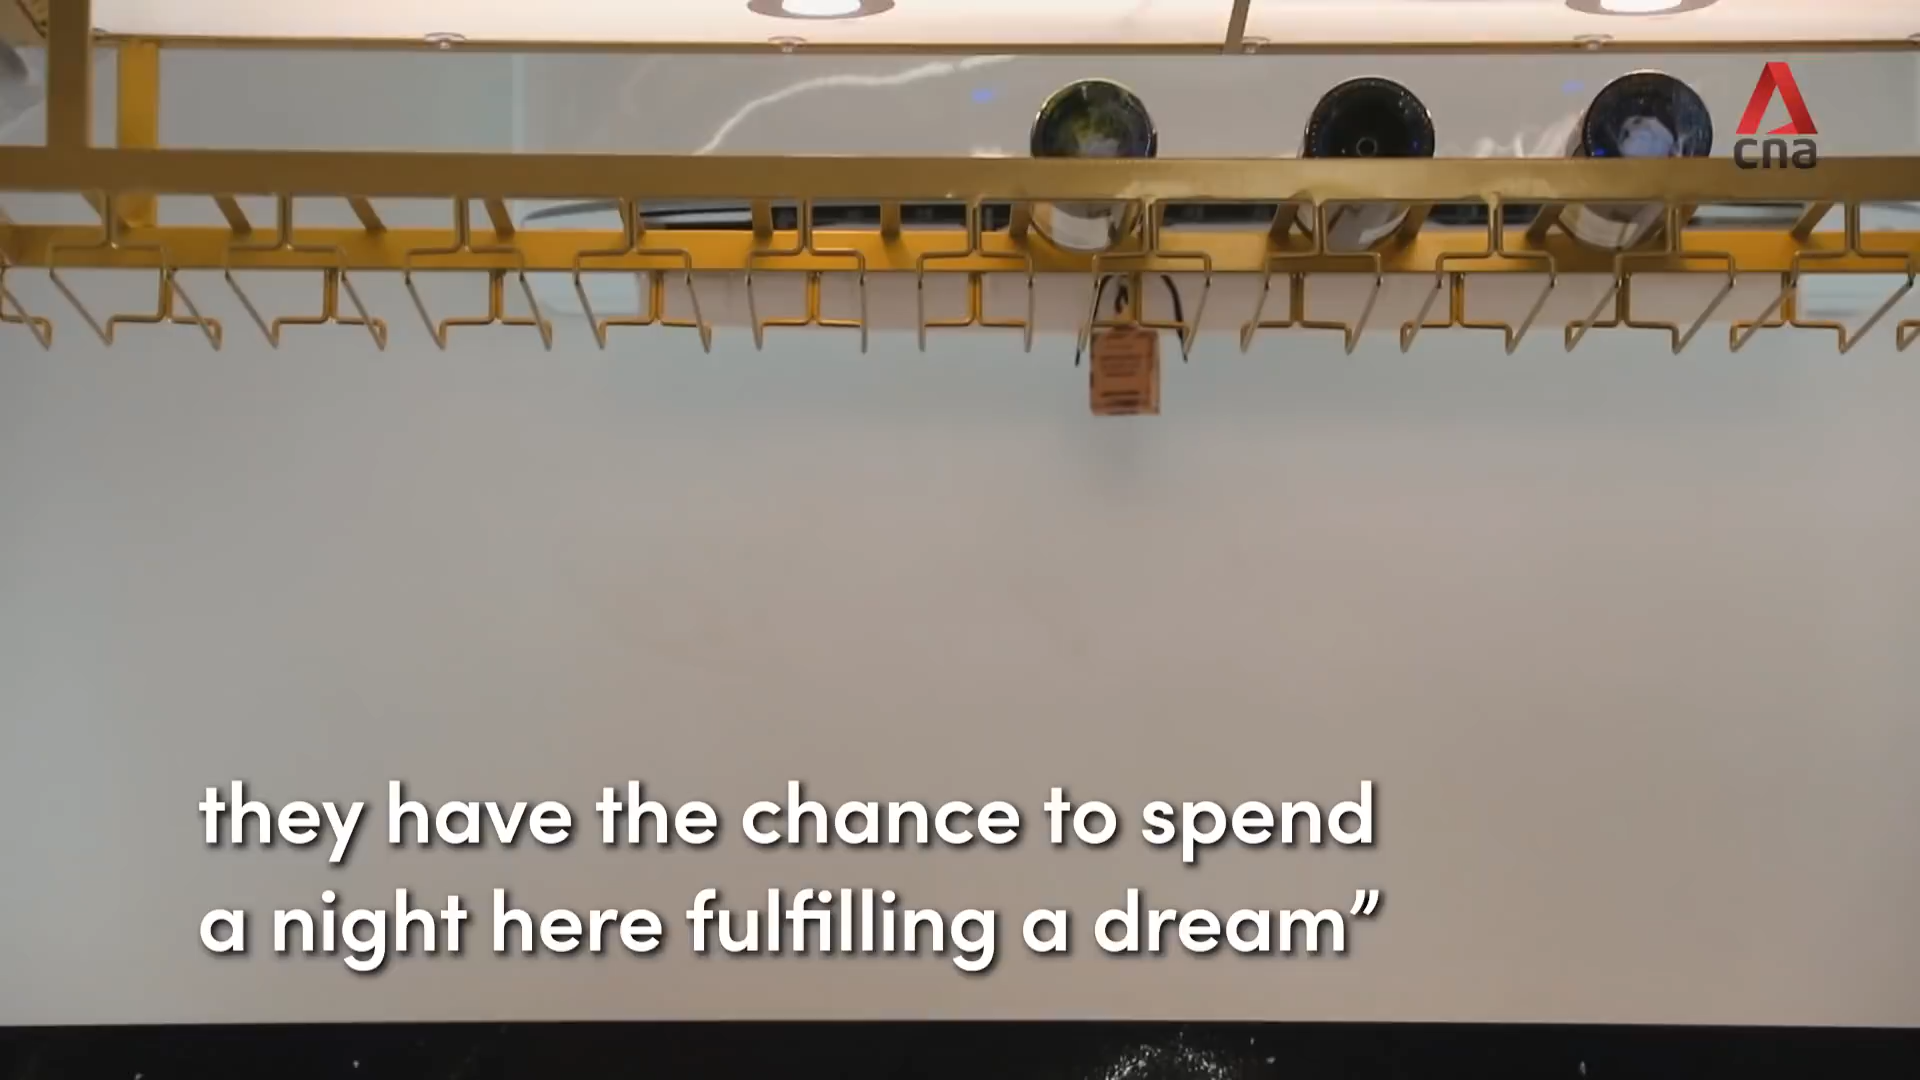 cna
they have the chance to spend
a night here fulfilling a dream”